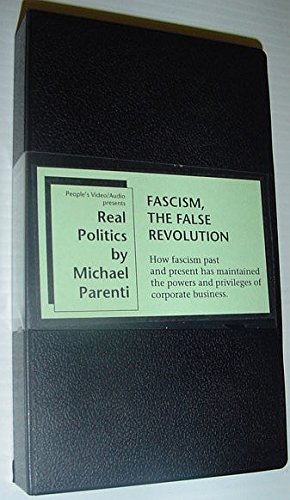 People's Video/Audio
presents
Real
Politics
by
Michael
Parenti
FASCISM,
THE FALSE
REVOLUTION
How fascism past
and present has maintained
the powers and privileges of
corporate business.